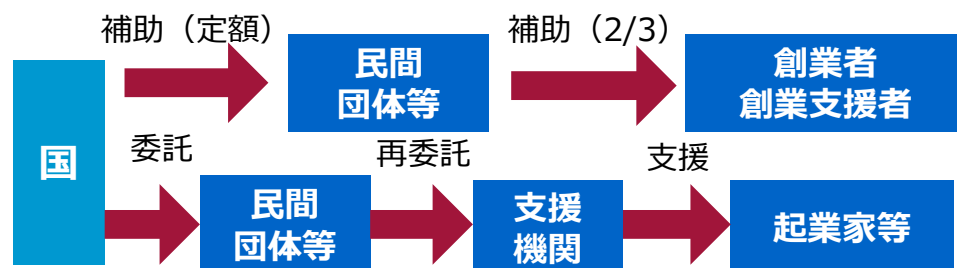 補助（定額）
補助（2/3）
民間
団体等
創業者
創業支援者
国
委託
再委託
支援
民間
団体等
支援
機関
起業家等